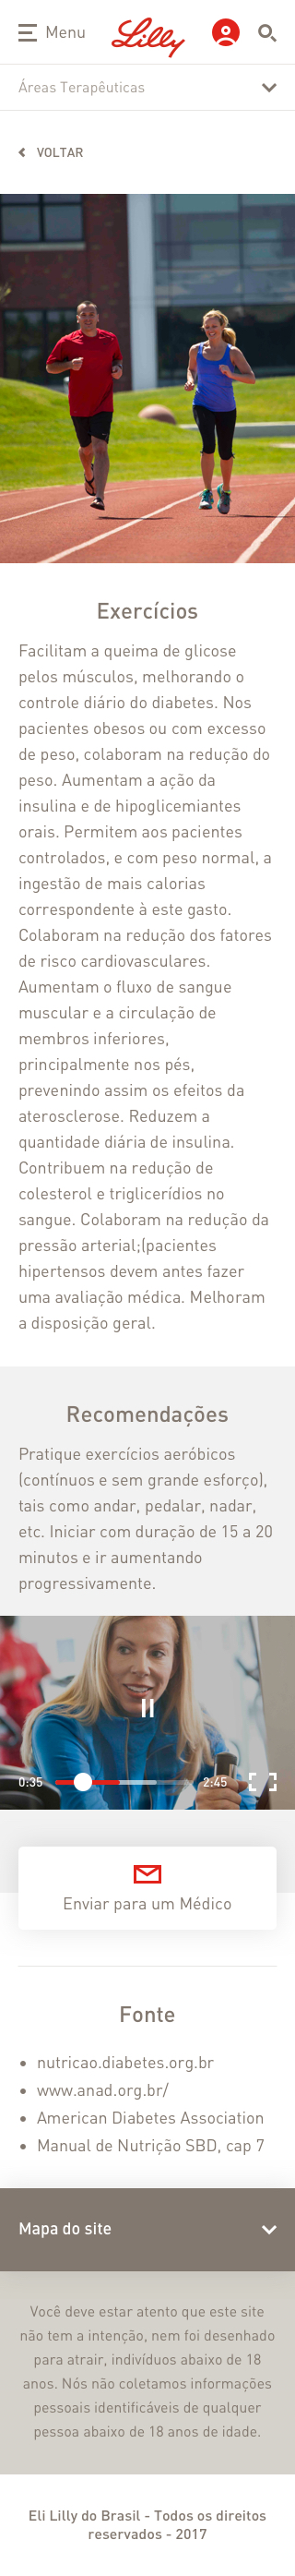 Menu
Lilly
Áreas Terapêuticas
VOLTAR
Exercícios
Facilitam a queima de glicose
pelos músculos, melhorando o
controle diário do diabetes. Nos
pacientes obesos ou com excesso
de peso, colaboram na redução do
peso. Aumentam a ação da
insulina e de hipoglicemiantes
orais. Permitem aos pacientes
controlados, e com peso normal, a
ingestão de mais calorias
correspondente à este gasto.
Colaboram na redução dos fatores
de risco cardiovasculares.
Aumentam o fluxo de sangue
muscular e a circulação de
membros inferiores,
principalmente nos pés,
prevenindo assim os efeitos da
aterosclerose. Reduzem a
quantidade diária de insulina.
Contribuem na redução de
colesterol e triglicerídios no
sangue. Colaboram na redução da
pressão arterial;(pacientes
hipertensos devem antes fazer
uma avaliação médica. Melhoram
a disposição geral.
Recomendações
Pratique exercícios aeróbicos
(contínuos e sem grande esforço),
tais como andar, pedalar, nadar,
etc. Iniciar com duração de 15 a 20
minutos e ir aumentando
progressivamente.
0:35 2:45
Enviar para um Médico
Fonte
• nutricao.diabetes.org.br
• www.anad.org.br/
• American Diabetes Association
• Manual de Nutrição SBD, cap 7
Mapa do site
Você deve estar atento que este site
não tem a intenção, nem foi desenhado
para atrair, indivíduos abaixo de 18
anos. Nós não coletamos informações
pessoais identificáveis de qualquer
pessoa abaixo de 18 anos de idade.
Eli Lilly do Brasil - Todos os direitos
reservados - 2017